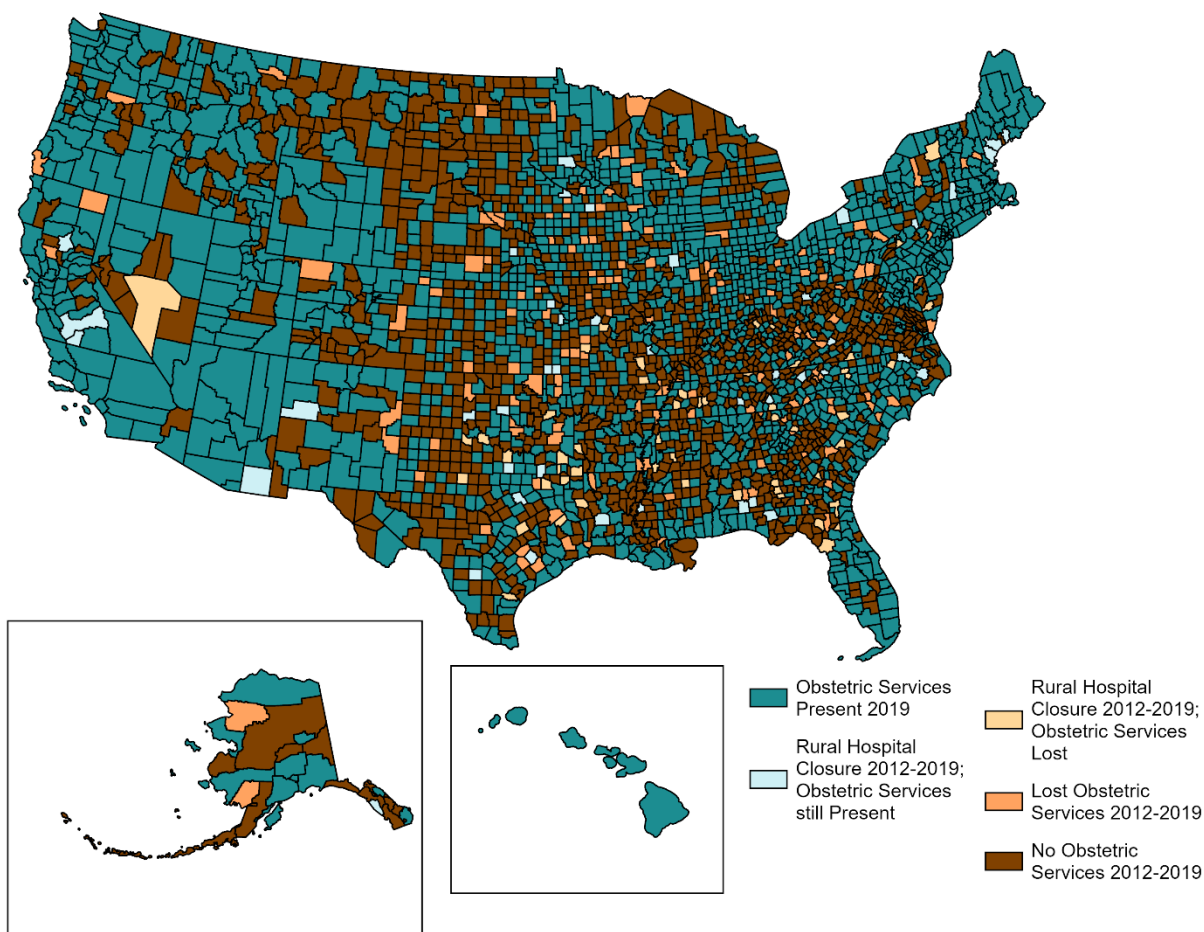 Obstetric Services
Present 2019
Rural Hospital
Closure 2012-2019;
Obstetric Services
still Present
Rural Hospital
Closure 2012-2019;
Obstetric Services
Lost
Lost Obstetric
Services 2012-2019
No Obstetric
Services 2012-2019